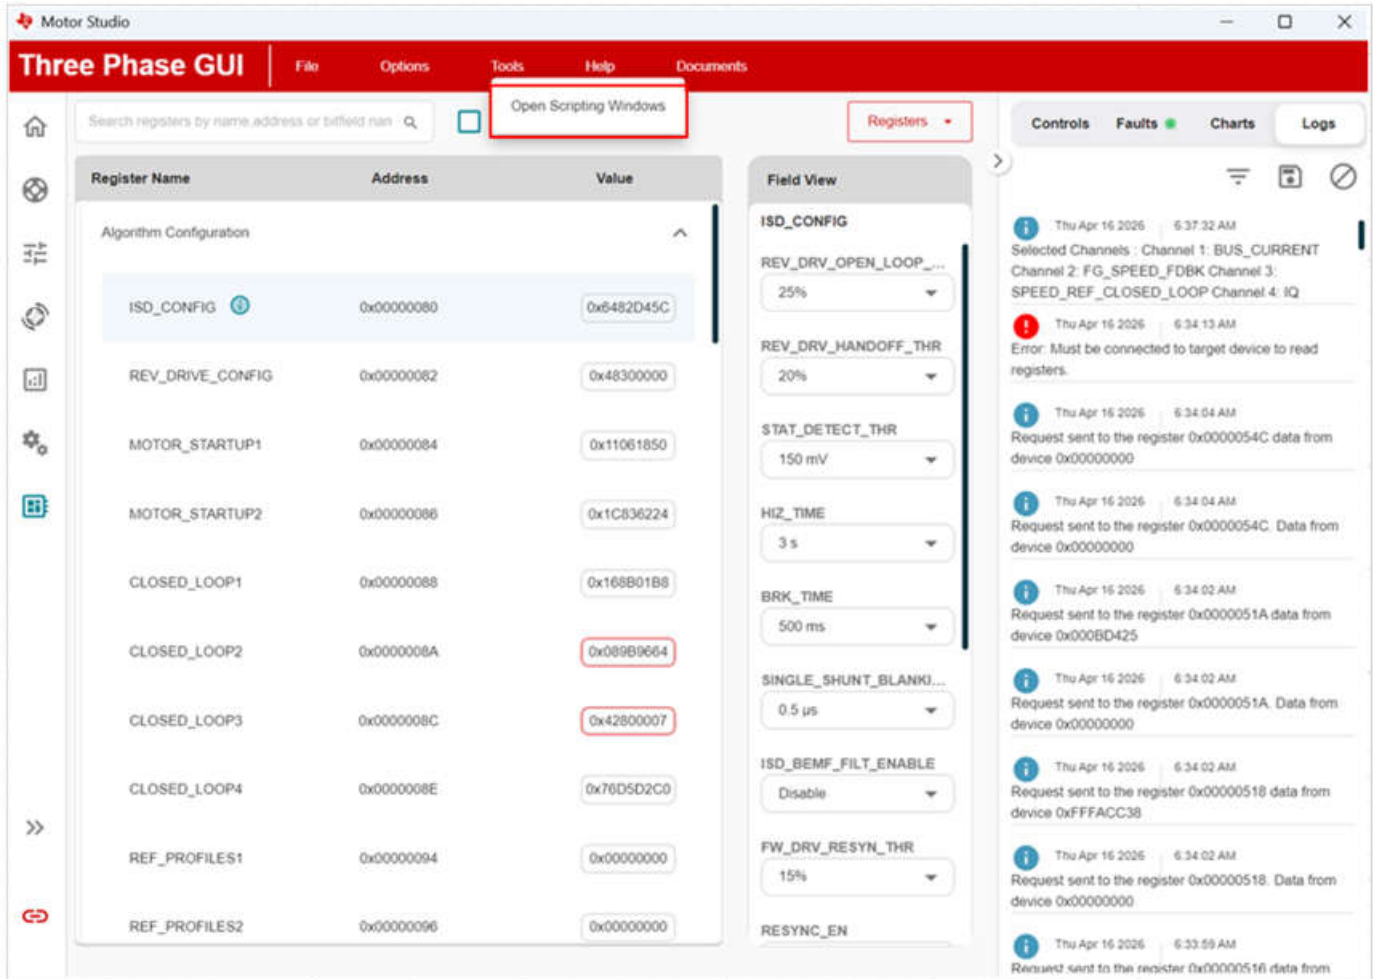 Motor Studio
Three Phase GUI
File Options Tools Help Documents
Open Scripting Windows
Search registers by name,address or bitfield nam
Registers
Controls Faults Charts Logs
Register Name Address Value
Algorithm Configuration
ISD_CONFIG 0x00000080 0x6482D45C
REV_DRIVE_CONFIG 0x00000082 0x48300000
MOTOR_STARTUP1 0x00000084 0x11061850
MOTOR_STARTUP2 0x00000086 0x1C836224
CLOSED_LOOP1 0x00000088 0x168B01B8
CLOSED_LOOP2 0x0000008A 0x089B9664
CLOSED_LOOP3 0x0000008C 0x42800007
CLOSED_LOOP4 0x0000008E 0x76D5D2C0
REF_PROFILES1 0x00000094 0x00000000
REF_PROFILES2 0x00000096 0x00000000
Field View
ISD_CONFIG
REV_DRV_OPEN_LOOP_...
25%
REV_DRV_HANDOFF_THR
20%
STAT_DETECT_THR
150 mV
HIZ_TIME
3 s
BRK_TIME
500 ms
SINGLE_SHUNT_BLANKI...
0.5 µs
ISD_BEMF_FILT_ENABLE
Disable
FW_DRV_RESYN_THR
15%
RESYNC_EN
Thu Apr 16 2026 6:37:32 AM
Selected Channels : Channel 1: BUS_CURRENT
Channel 2: FG_SPEED_FDBK Channel 3:
SPEED_REF_CLOSED_LOOP Channel 4: IQ
Thu Apr 16 2026 6:34:13 AM
Error: Must be connected to target device to read
registers.
Thu Apr 16 2026 6:34:04 AM
Request sent to the register 0x0000054C data from
device 0x00000000
Thu Apr 16 2026 6:34:04 AM
Request sent to the register 0x0000054C. Data from
device 0x00000000
Thu Apr 16 2026 6:34:02 AM
Request sent to the register 0x0000051A data from
device 0x000BD425
Thu Apr 16 2026 6:34:02 AM
Request sent to the register 0x0000051A. Data from
device 0x00000000
Thu Apr 16 2026 6:34:02 AM
Request sent to the register 0x00000518 data from
device 0xFFFACC38
Thu Apr 16 2026 6:34:02 AM
Request sent to the register 0x00000518. Data from
device 0x00000000
Thu Apr 16 2026 6:33:59 AM
Request sent to the register 0x00000516 data from